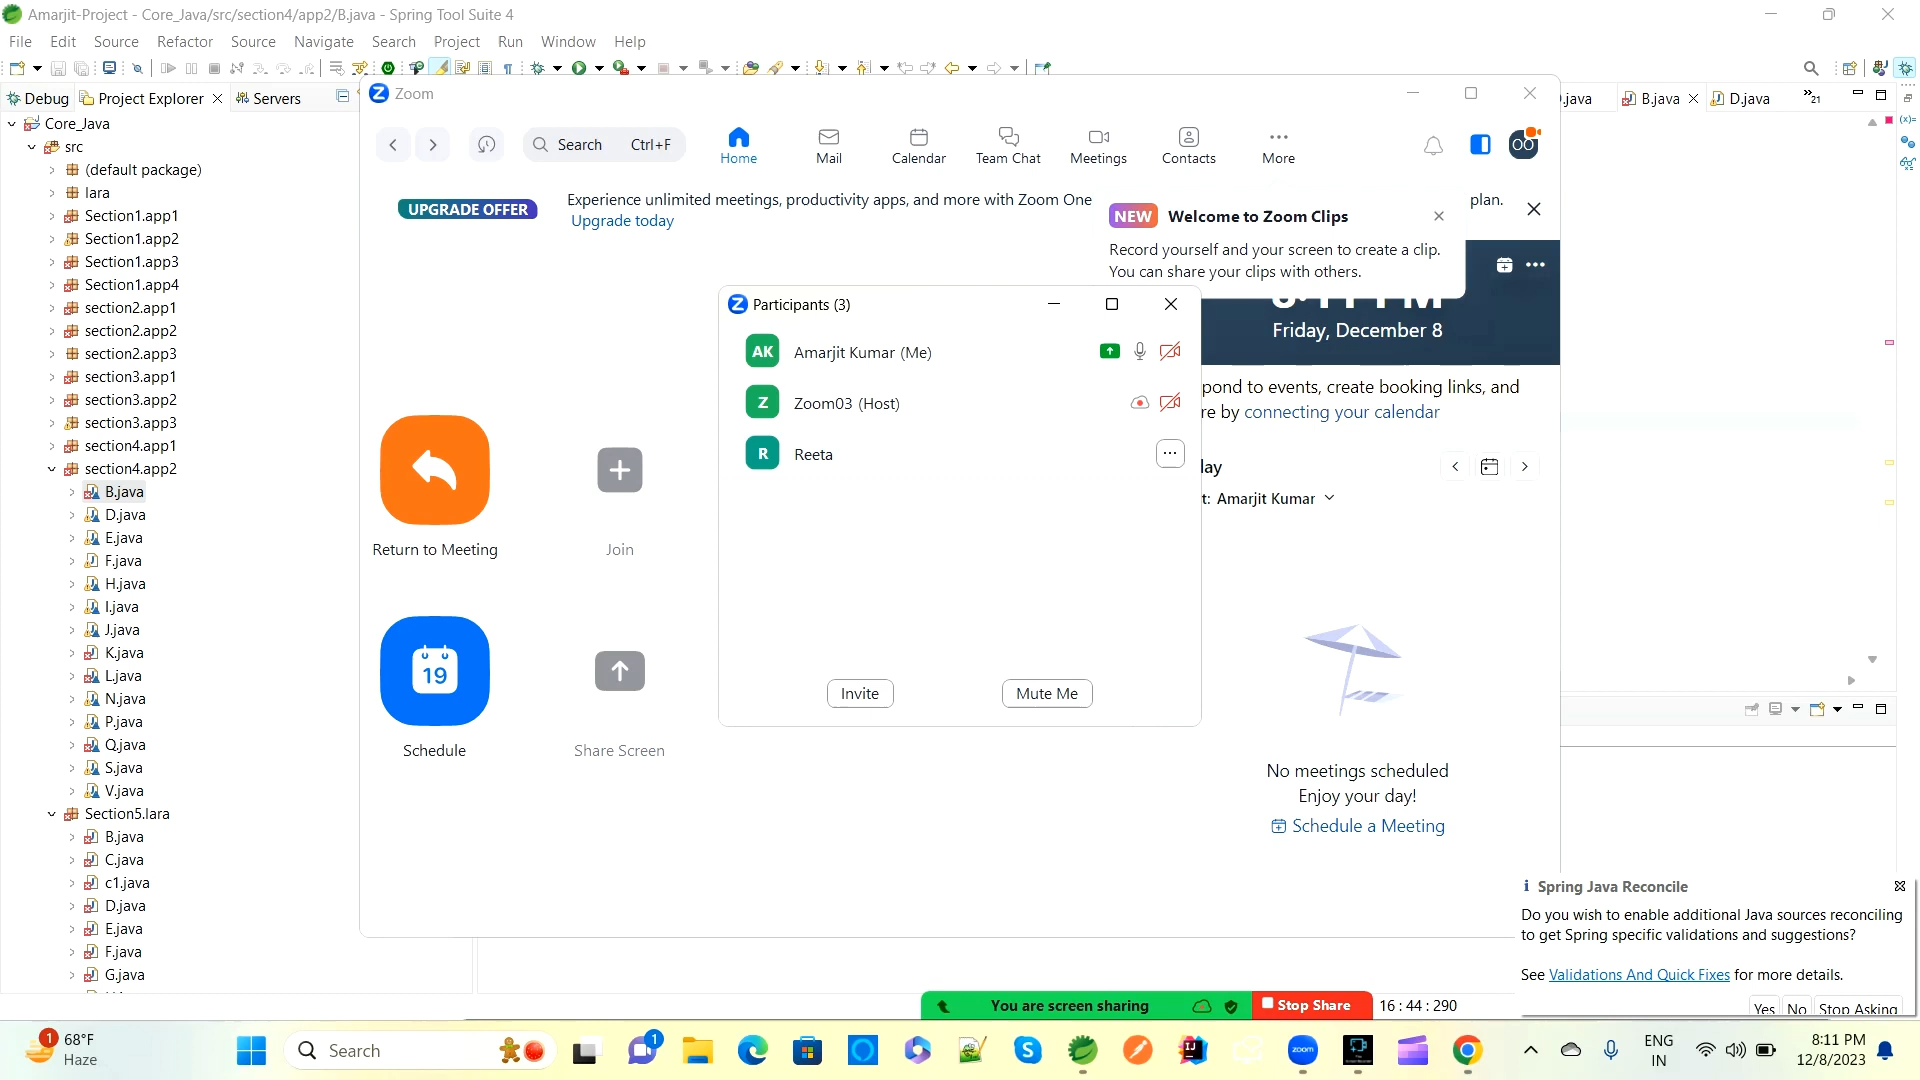 Amarjit-Project - Core_Java/src/section4/app2/B.java - Spring Tool Suite 4
File Edit Source Refactor Source Navigate Search Project Run Window Help
Debug Project Explorer Servers
.java B.java D.java 21
Core_Java
src
(default package)
lara
Section1.app1
Section1.app2
Section1.app3
Section1.app4
section2.app1
section2.app2
section2.app3
section3.app1
section3.app2
section3.app3
section4.app1
section4.app2
B.java
D.java
E.java
F.java
H.java
I.java
J.java
K.java
L.java
N.java
P.java
Q.java
S.java
V.java
Section5.lara
B.java
C.java
c1.java
D.java
E.java
F.java
G.java
Zoom
Search Ctrl+F
Home
Mail
Calendar
Team Chat
Meetings
Contacts
More
UPGRADE OFFER
Experience unlimited meetings, productivity apps, and more with Zoom One
plan.
Upgrade today
NEW Welcome to Zoom Clips
Record yourself and your screen to create a clip.
You can share your clips with others.
Friday, December 8
pond to events, create booking links, and
re by connecting your calendar
lay
t: Amarjit Kumar
Participants (3)
AK Amarjit Kumar (Me)
Z Zoom03 (Host)
R Reeta
Invite
Mute Me
Return to Meeting
Join
19
Schedule
Share Screen
No meetings scheduled
Enjoy your day!
Schedule a Meeting
Spring Java Reconcile
Do you wish to enable additional Java sources reconciling
to get Spring specific validations and suggestions?
See Validations And Quick Fixes for more details.
Yes No Stop Asking
You are screen sharing
Stop Share
16 : 44 : 290
1
68°F
Haze
Search
1
zoom
ENG
IN
8:11 PM
12/8/2023